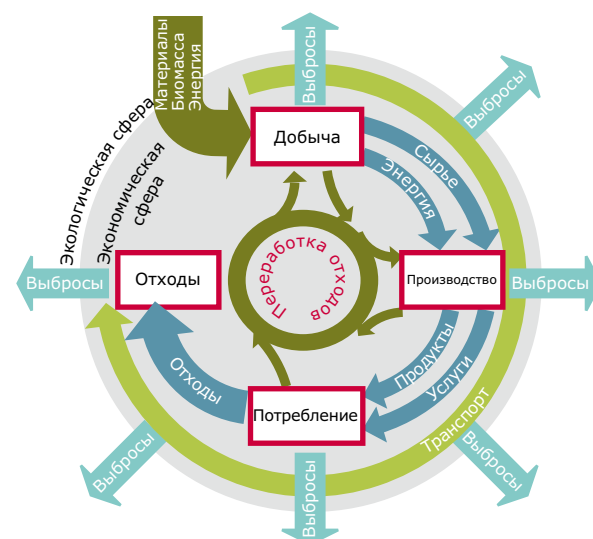 Материалы
Биомасса
Энергия
Выбросы
Выбросы
Экологическая сфера
Экономическая
сфера
Добыча
Сырье
Энергия
Переработка отходов
Выбросы
Отходы
Производство
Выбросы
Отходы
Продукты
Услуги
Потребление
Транспорт
Выбросы
Выбросы
Выбросы